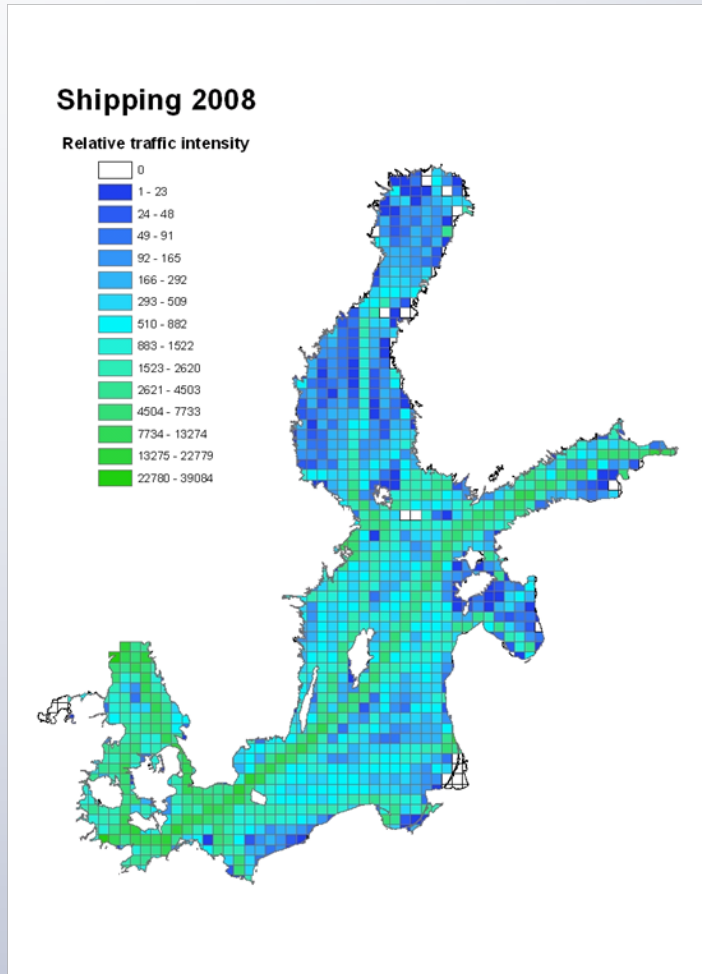 Shipping 2008
Relative traffic intensity
0
1 - 23
24 - 48
49 - 91
92 - 165
166 - 292
293 - 509
510 - 882
883 - 1522
1523 - 2620
2621 - 4503
4504 - 7733
7734 - 13274
13275 - 22779
22780 - 39084